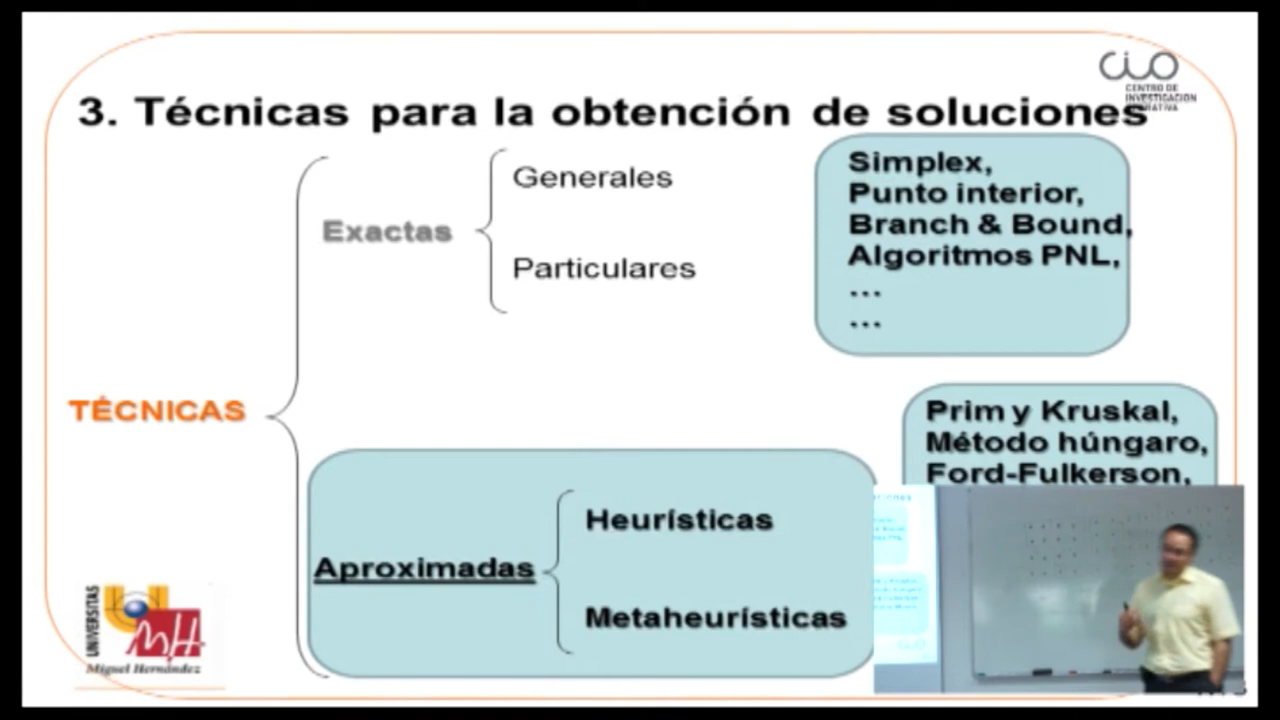 CIO
CENTRO DE
INVESTIGACIÓN
3. Técnicas para la obtención de soluciones
Generales
Exactas
Particulares
Simplex,
Punto interior,
Branch & Bound,
Algoritmos PNL,
...
...
TÉCNICAS
Prim y Kruskal,
Método húngaro,
Ford-Fulkerson,
Heurísticas
Aproximadas
Metaheurísticas
UNIVERSITAS
Miguel Hernández